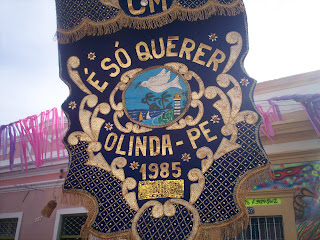 CM
E SÓ QUERER
OLINDA-PE
1985